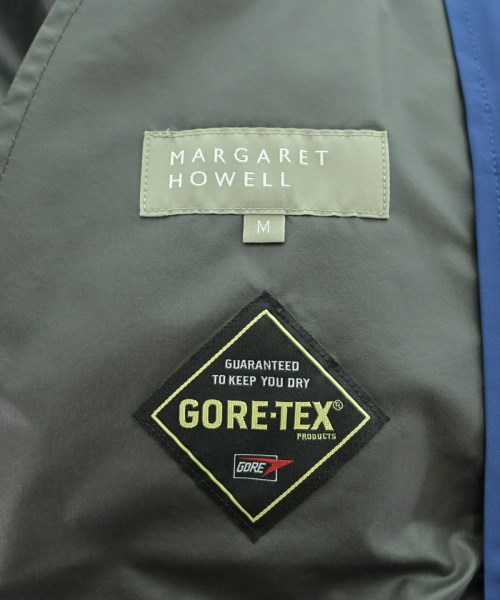 MARGARET
HOWELL
M
GUARANTEED
TO KEEP YOU DRY
GORE-TEX®
PRODUCTS
GORE